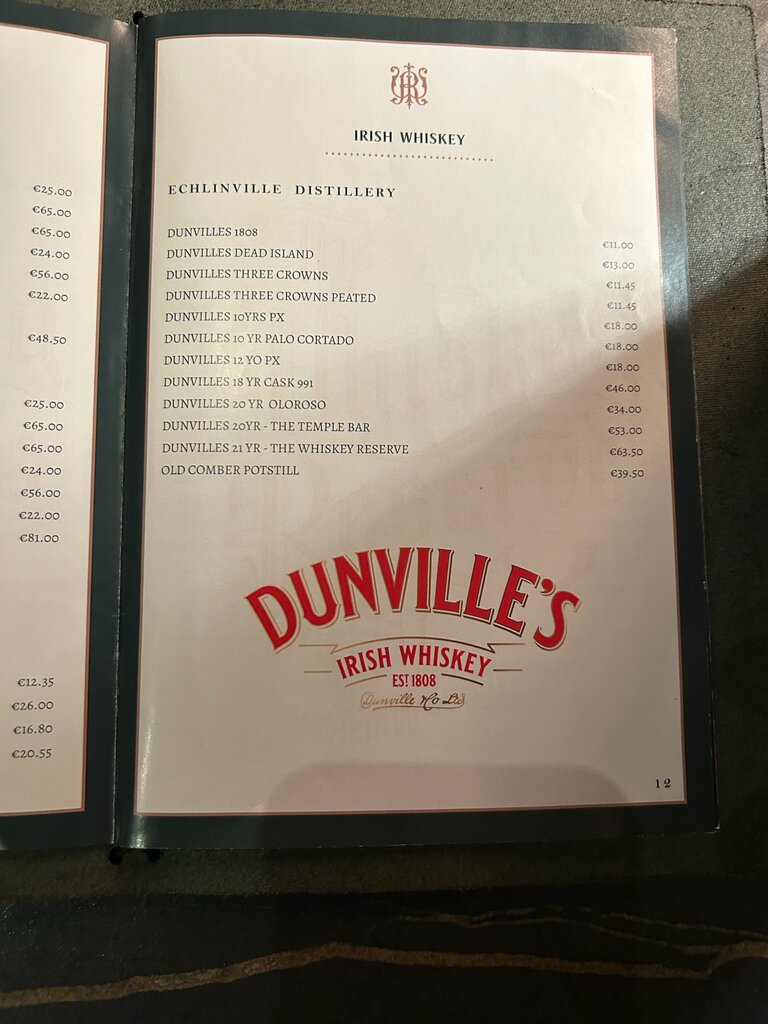 €25.00
€65.00
€65.00
€24.00
€56.00
€22.00
€48.50
€25.00
€65.00
€65.00
€24.00
€56.00
€22.00
€81.00
€12.35
€26.00
€16.80
€20.55
IRISH WHISKEY
ECHLINVILLE DISTILLERY
DUNVILLES 1808 €11.00
DUNVILLES DEAD ISLAND €13.00
DUNVILLES THREE CROWNS €11.45
DUNVILLES THREE CROWNS PEATED €11.45
DUNVILLES 10YRS PX €18.00
DUNVILLES 10 YR PALO CORTADO €18.00
DUNVILLES 12 YO PX €18.00
DUNVILLES 18 YR CASK 991 €46.00
DUNVILLES 20 YR OLOROSO €34.00
DUNVILLES 20YR - THE TEMPLE BAR €53.00
DUNVILLES 21 YR - THE WHISKEY RESERVE €63.50
OLD COMBER POTSTILL €39.50
DUNVILLE'S
IRISH WHISKEY
EST 1808
Dunville & Co Ltd.
12